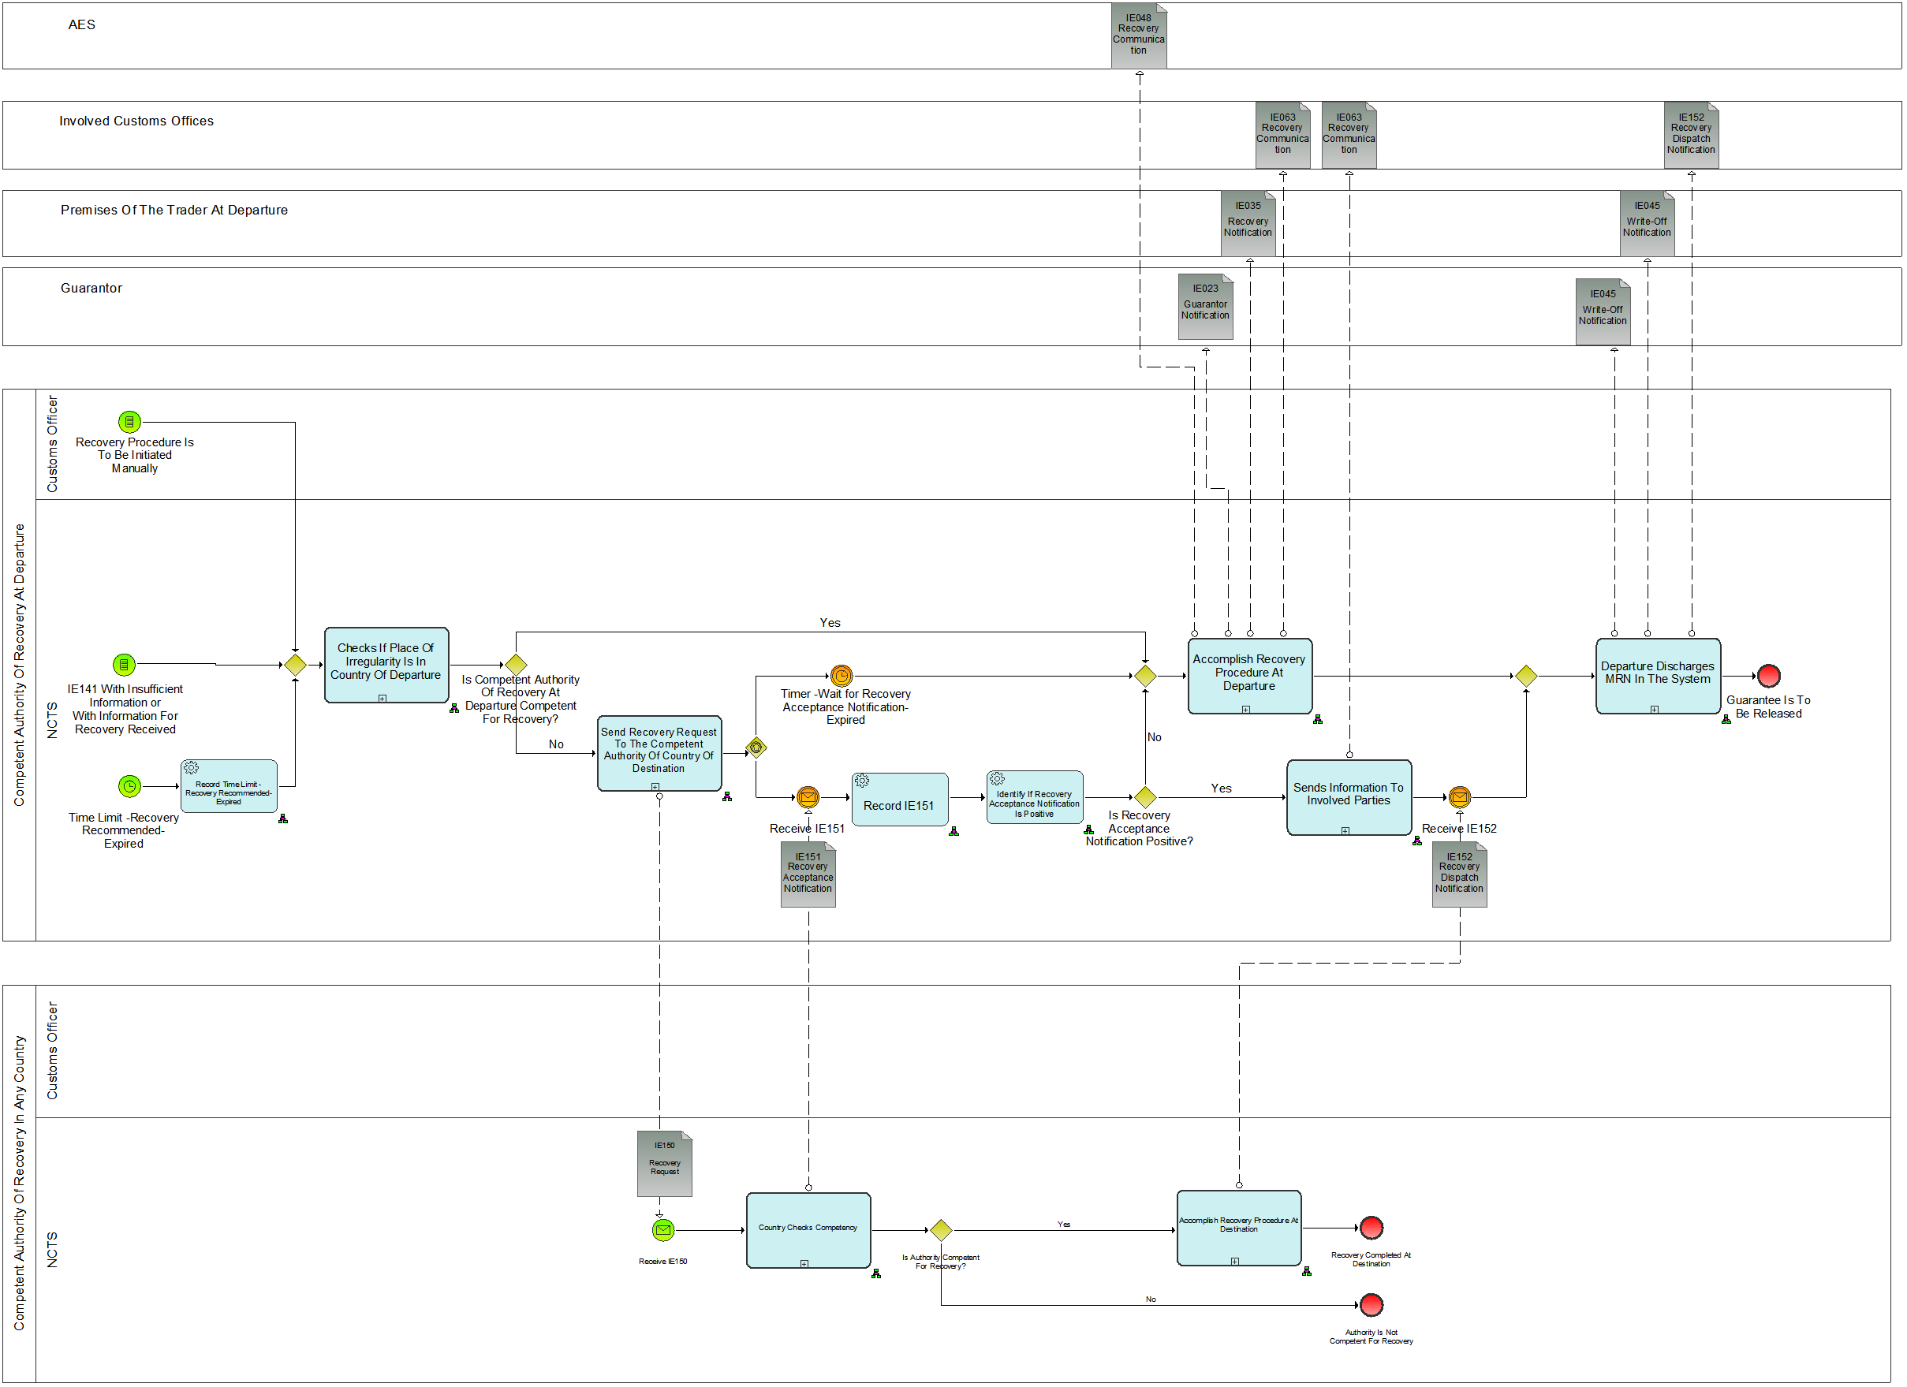 AES
IE048
Recovery
Communica
tion
Involved Customs Offices
IE063
Recovery
Communica
tion
IE063
Recovery
Communica
tion
IE152
Recovery
Dispatch
Notification
Premises Of The Trader At Departure
IE035
Recovery
Notification
IE045
Write-Off
Notification
Guarantor
IE023
Guarantor
Notification
IE045
Write-Off
Notification
Competent Authority Of Recovery At Departure
Customs Officer
Recovery Procedure Is
To Be Initiated
Manually
NCTS
IE141 With Insufficient
Information or
With Information For
Recovery Received
Time Limit -Recovery
Recommended-
Expired
Record Time Limit -
Recovery Recommended-
Expired
Checks If Place Of
Irregularity Is In
Country Of Departure
Is Competent Authority
Of Recovery At
Departure Competent
For Recovery?
Yes
No
Send Recovery Request
To The Competent
Authority Of Country Of
Destination
Timer -Wait for Recovery
Acceptance Notification-
Expired
Receive IE151
IE151
Recovery
Acceptance
Notification
Record IE151
Identify If Recovery
Acceptance Notification
Is Positive
Is Recovery
Acceptance
Notification Positive?
No
Yes
Accomplish Recovery
Procedure At
Departure
Sends Information To
Involved Parties
Receive IE152
IE152
Recovery
Dispatch
Notification
Departure Discharges
MRN In The System
Guarantee Is To
Be Released
Competent Authority Of Recovery In Any Country
Customs Officer
NCTS
IE150
Recovery
Request
Receive IE150
Country Checks Competency
Is Authority Competent
For Recovery?
Yes
No
Accomplish Recovery Procedure At
Destination
Recovery Completed At
Destination
Authority Is Not
Competent For Recovery